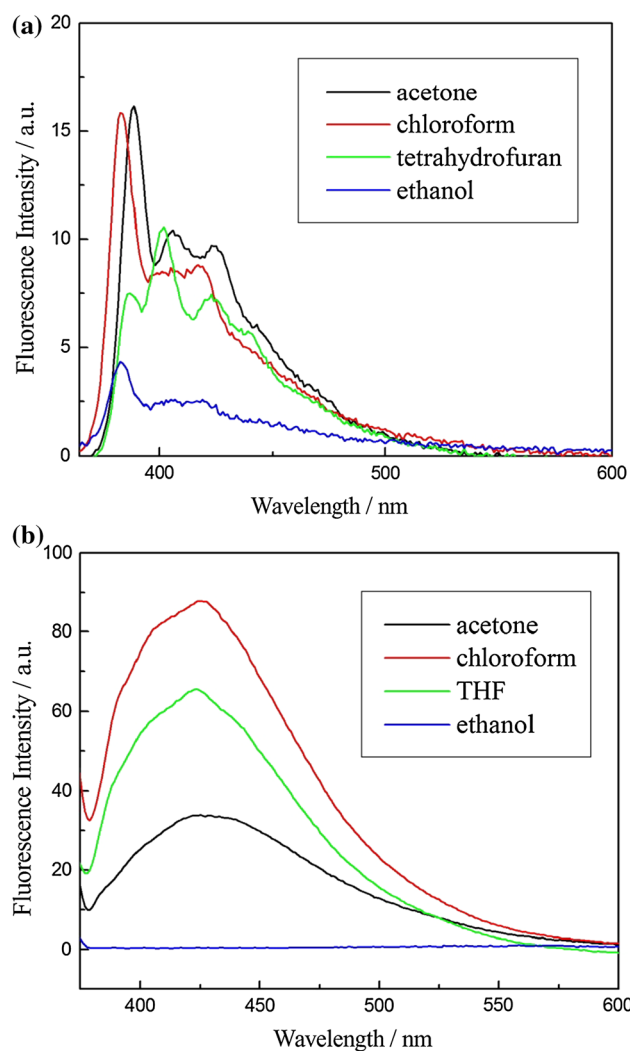 (a)
20
15
10
5
0
Fluorescence Intensity / a.u.
acetone
chloroform
tetrahydrofuran
ethanol
400
500
600
Wavelength / nm
(b)
100
80
60
40
20
0
Fluorescence Intensity / a.u.
acetone
chloroform
THF
ethanol
400
450
500
550
600
Wavelength / nm